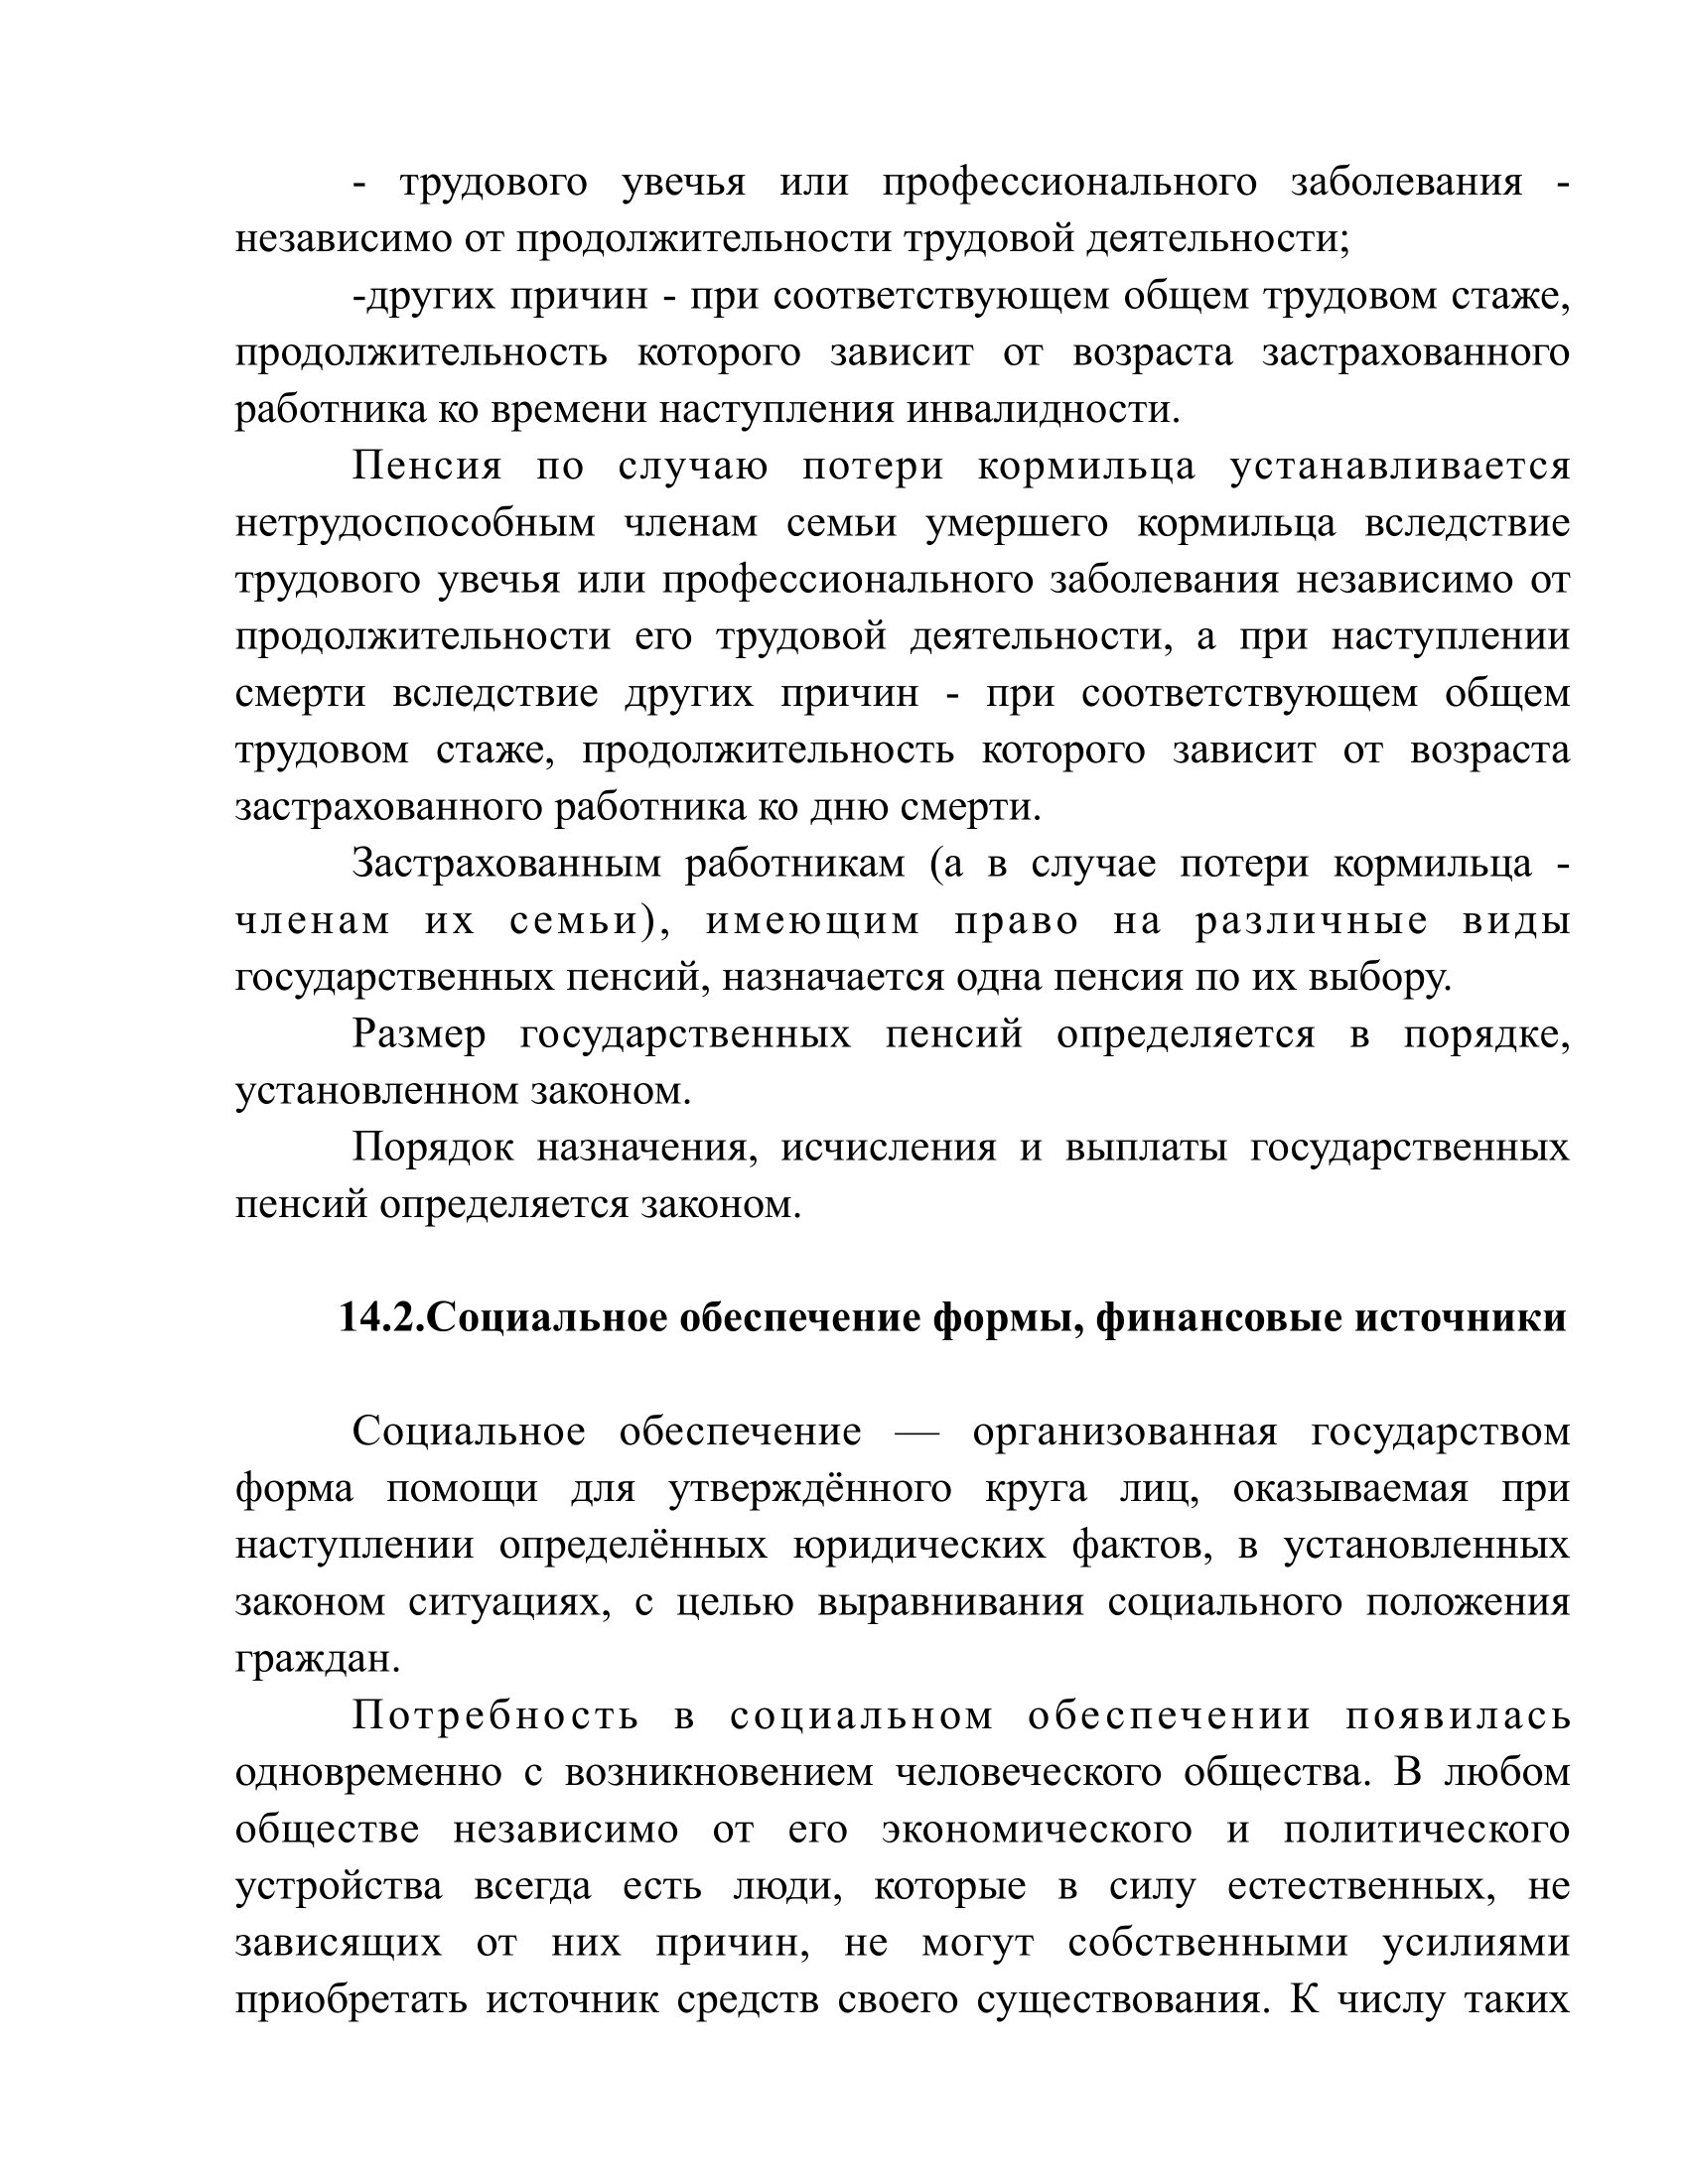 - трудового увечья или профессионального заболевания -
независимо от продолжительности трудовой деятельности;
-других причин - при соответствующем общем трудовом стаже,
продолжительность которого зависит от возраста застрахованного
работника ко времени наступления инвалидности.
Пенсия по случаю потери кормильца устанавливается
нетрудоспособным членам семьи умершего кормильца вследствие
трудового увечья или профессионального заболевания независимо от
продолжительности его трудовой деятельности, а при наступлении
смерти вследствие других причин - при соответствующем общем
трудовом стаже, продолжительность которого зависит от возраста
застрахованного работника ко дню смерти.
Застрахованным работникам (а в случае потери кормильца -
членам их семьи), имеющим право на различные виды
государственных пенсий, назначается одна пенсия по их выбору.
Размер государственных пенсий определяется в порядке,
установленном законом.
Порядок назначения, исчисления и выплаты государственных
пенсий определяется законом.
14.2.Социальное обеспечение формы, финансовые источники
Социальное обеспечение — организованная государством
форма помощи для утверждённого круга лиц, оказываемая при
наступлении определённых юридических фактов, в установленных
законом ситуациях, с целью выравнивания социального положения
граждан.
Потребность в социальном обеспечении появилась
одновременно с возникновением человеческого общества. В любом
обществе независимо от его экономического и политического
устройства всегда есть люди, которые в силу естественных, не
зависящих от них причин, не могут собственными усилиями
приобретать источник средств своего существования. К числу таких